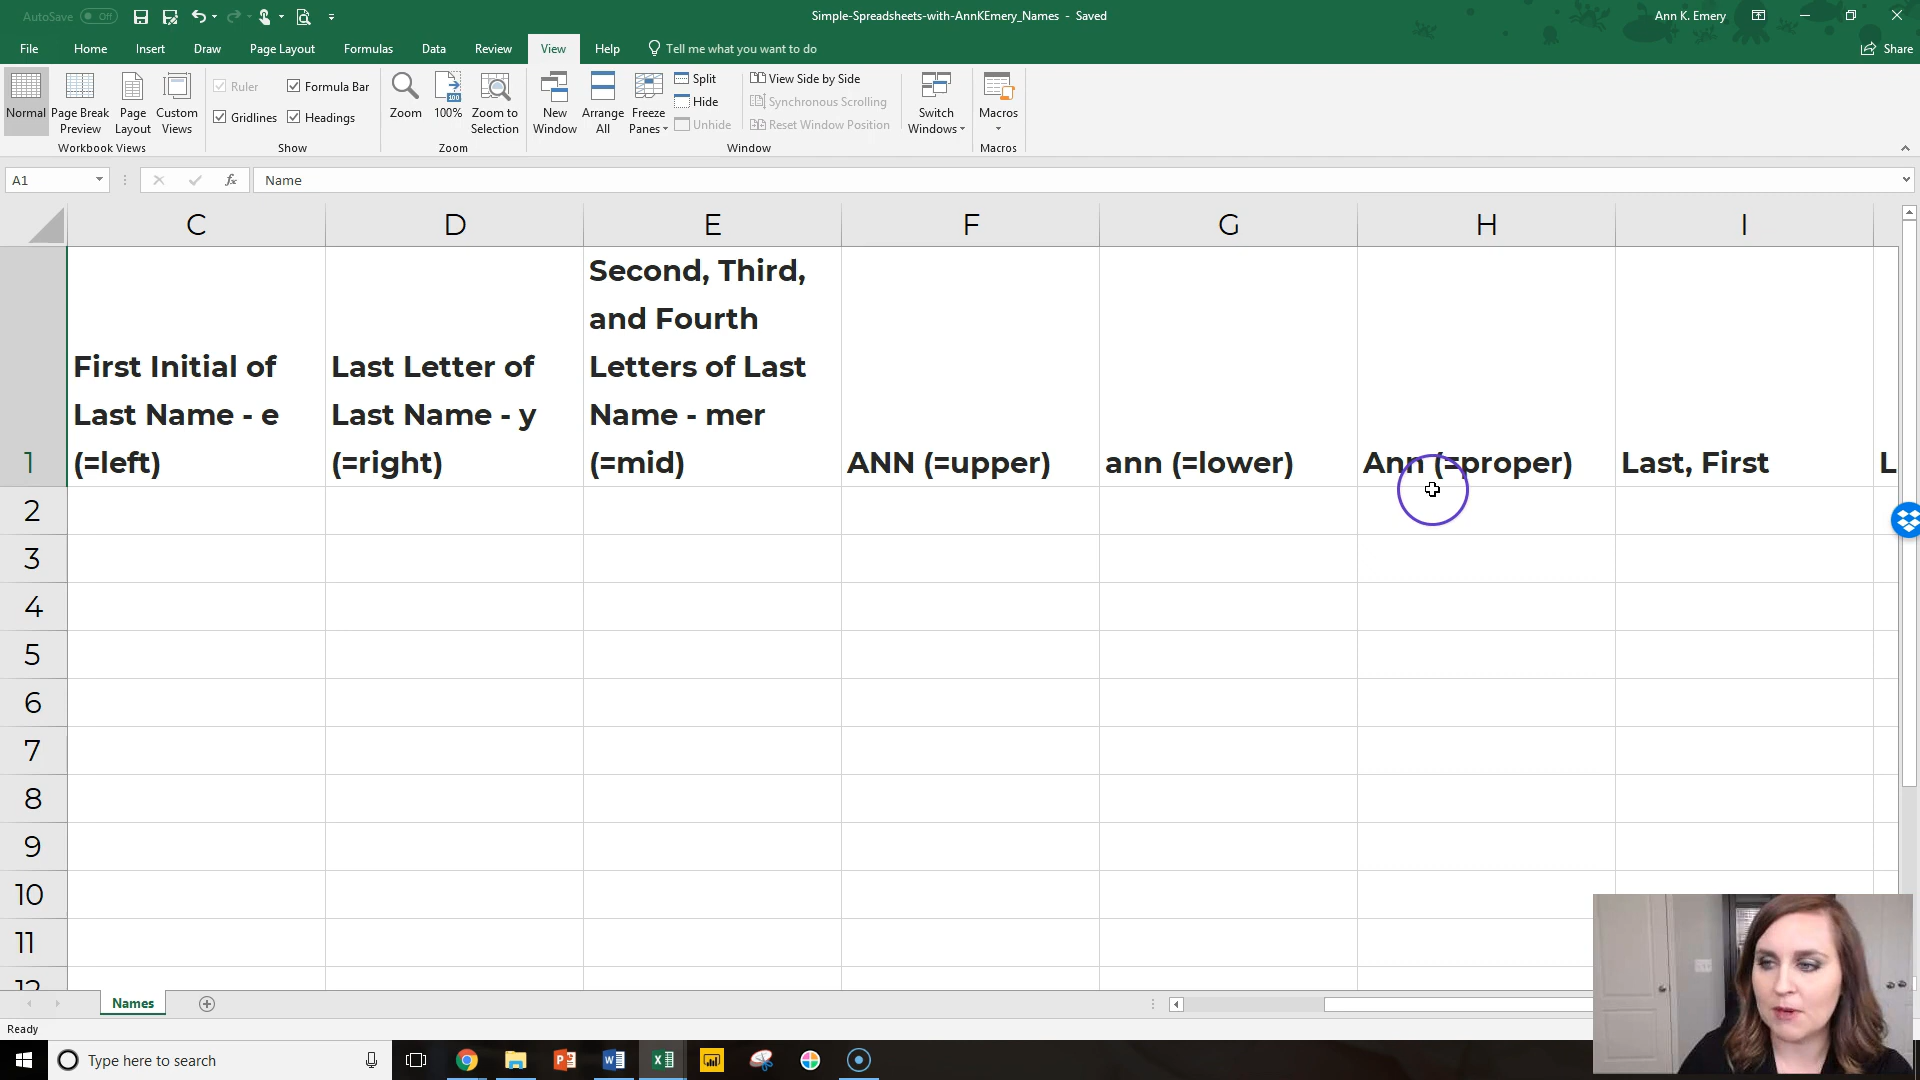 AutoSave Off
Simple-Spreadsheets-with-AnnKEmery_Names - Saved
Ann K. Emery
File Home Insert Draw Page Layout Formulas Data Review View Help Tell me what you want to do
Share
Normal
Page Break
Preview
Page
Layout
Custom
Views
Workbook Views
Ruler
Formula Bar
Gridlines
Headings
Show
Zoom
100%
Zoom to
Selection
Zoom
New
Window
Arrange
All
Freeze
Panes
Split
Hide
Unhide
View Side by Side
Synchronous Scrolling
Reset Window Position
Window
Switch
Windows
Macros
Macros
A1
fx
Name
C D E F G H I
1
First Initial of
Last Name - e
(=left)
Last Letter of
Last Name - y
(=right)
Second, Third,
and Fourth
Letters of Last
Name - mer
(=mid)
ANN (=upper)
ann (=lower)
Ann (=proper)
Last, First
L
2
3
4
5
6
7
8
9
10
11
12
Names
Ready
Type here to search